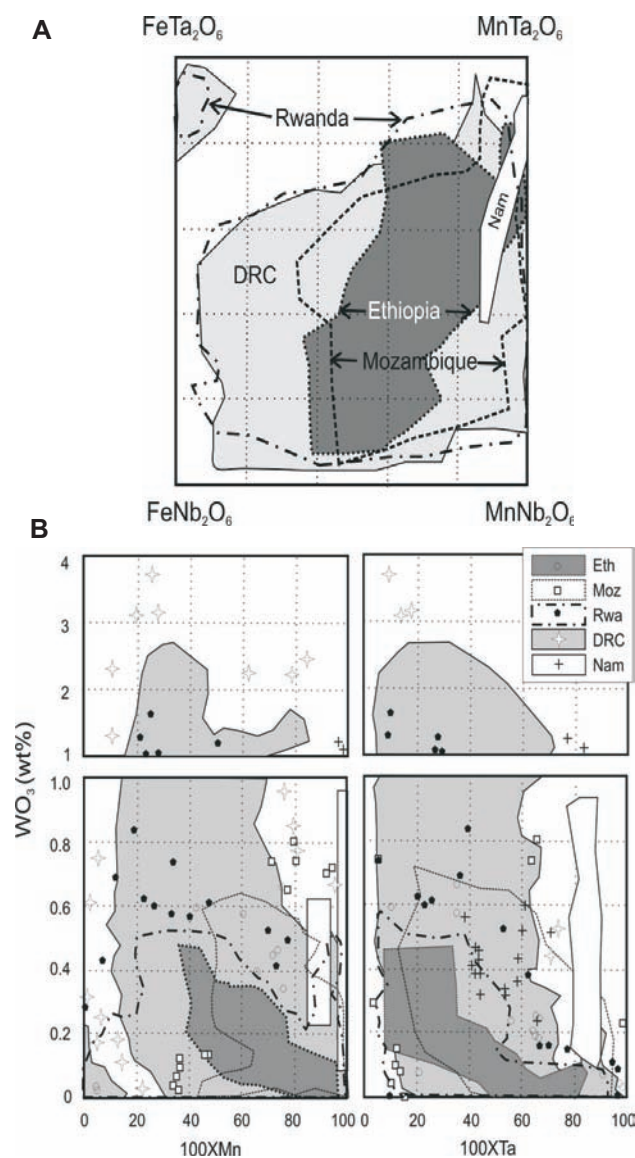 A
FeTa₂O₆ MnTa₂O₆
Rwanda
Nam
DRC
Ethiopia
Mozambique
FeNb₂O₆ MnNb₂O₆
B
4
3
2
1
Eth
Moz
Rwa
DRC
Nam
WO₃ (wt%)
1.0
0.8
0.6
0.4
0.2
0
0 20 40 60 80 100 0 20 40 60 80 100
100XMn 100XTa